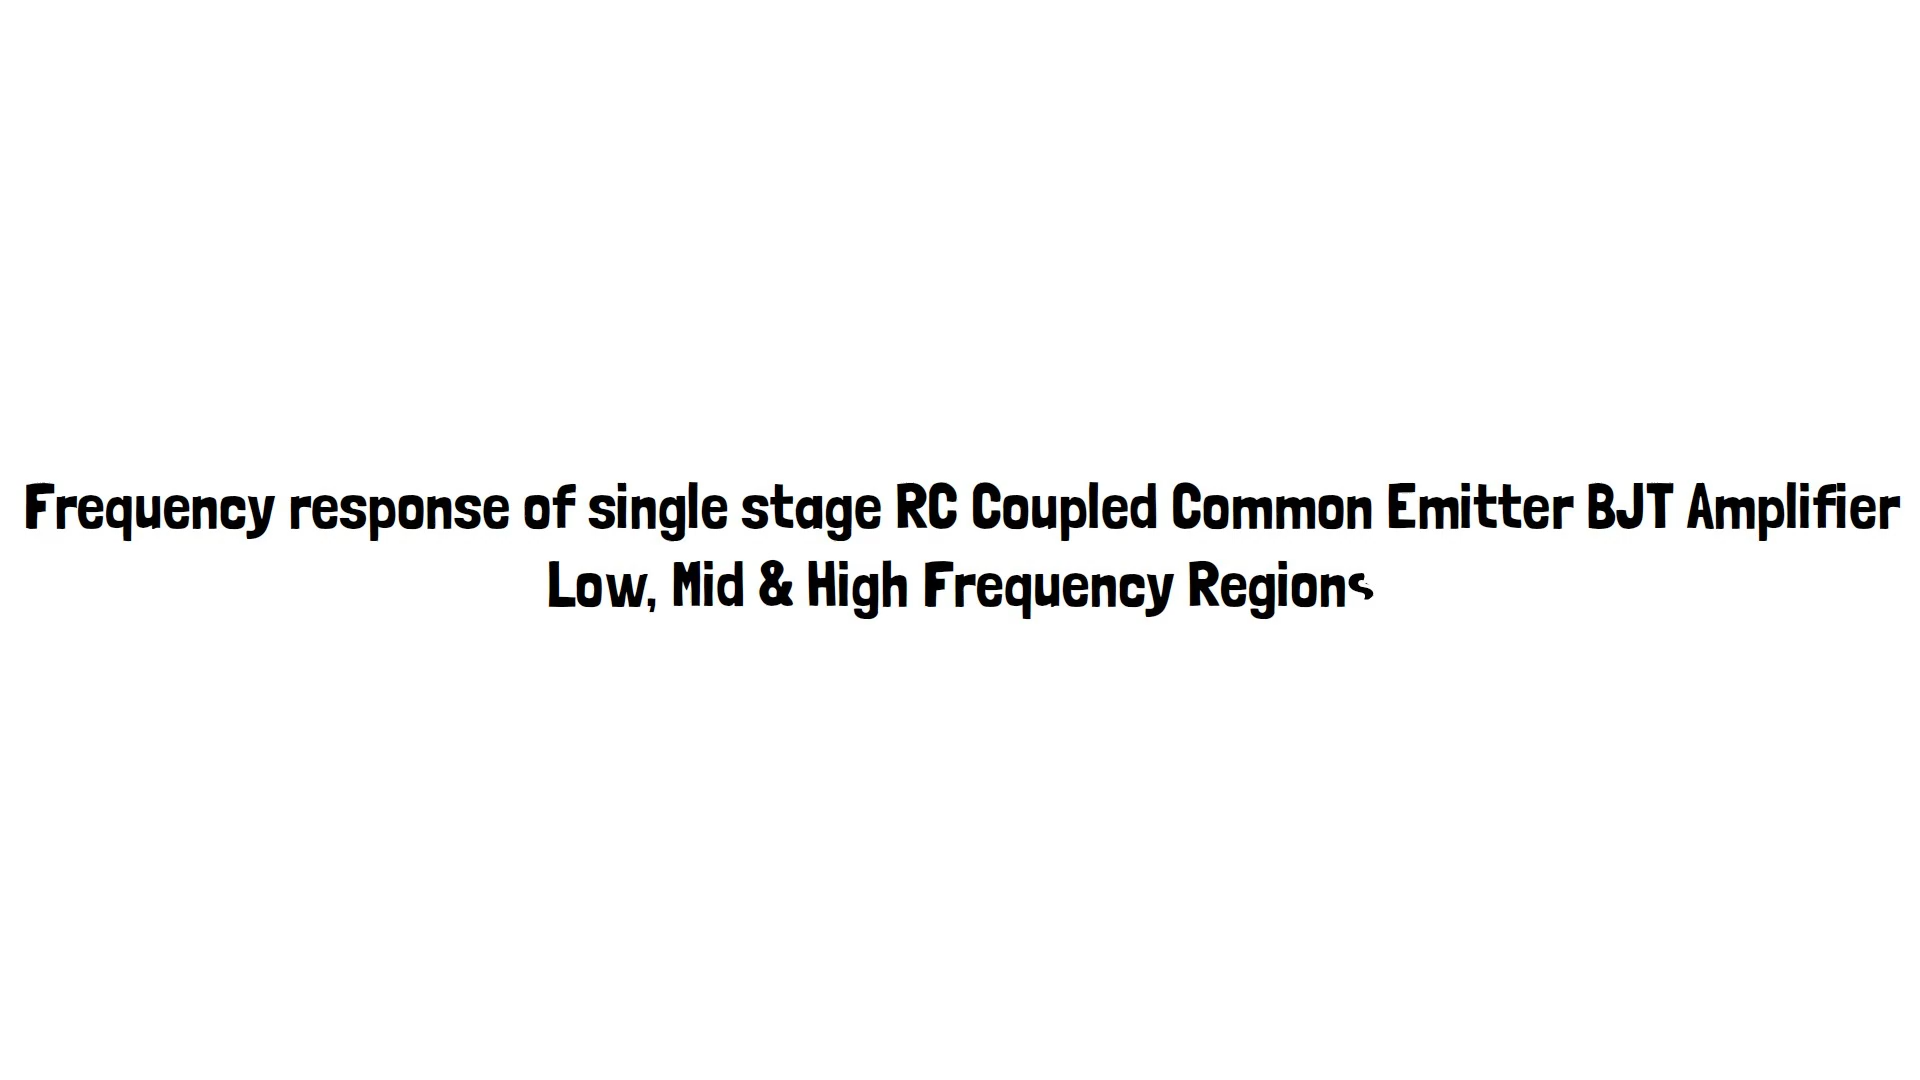 Frequency response of single stage RC Coupled Common Emitter BJT Amplifier
Low, Mid & High Frequency Regions